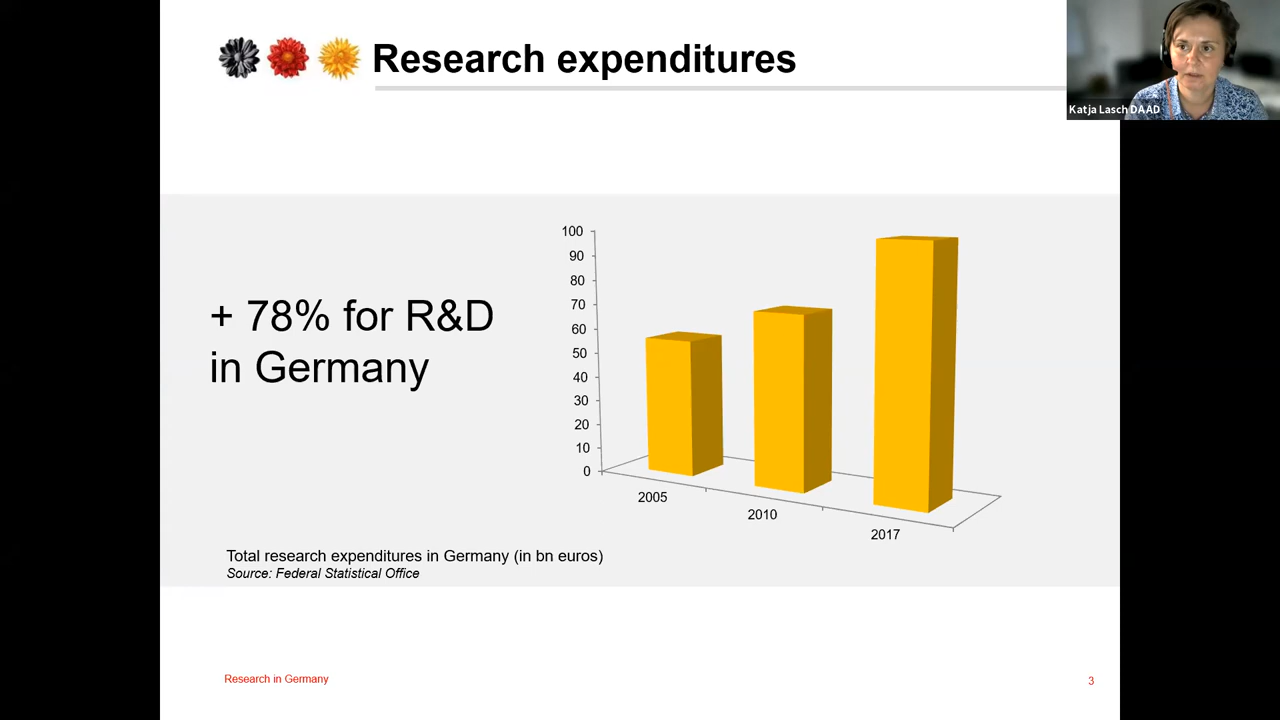 Research expenditures
Katja Lasch DAAD
+ 78% for R&D
in Germany
100
90
80
70
60
50
40
30
20
10
0
2005
2010
2017
Total research expenditures in Germany (in bn euros)
Source: Federal Statistical Office
Research in Germany
3